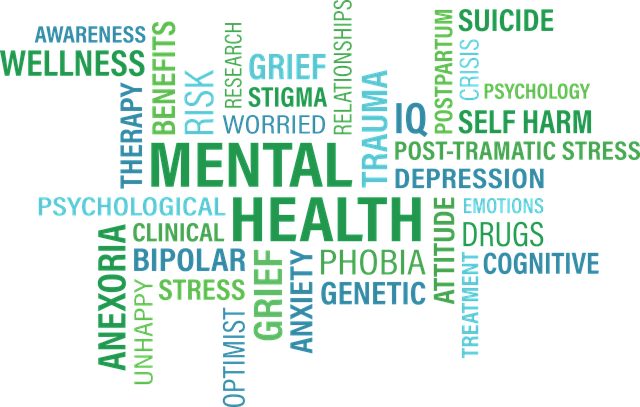 AWARENESS
WELLNESS
THERAPY
BENEFITS
RISK
RESEARCH
GRIEF
STIGMA
WORRIED
RELATIONSHIPS
TRAUMA
IQ
POSTPARTUM
CRISIS
SUICIDE
PSYCHOLOGY
SELF HARM
POST-TRAMATIC STRESS
DEPRESSION
MENTAL
HEALTH
PSYCHOLOGICAL
CLINICAL
BIPOLAR
STRESS
ANEXORIA
UNHAPPY
OPTIMIST
GRIEF
ANXIETY
PHOBIA
GENETIC
ATTITUDE
TREATMENT
EMOTIONS
DRUGS
COGNITIVE